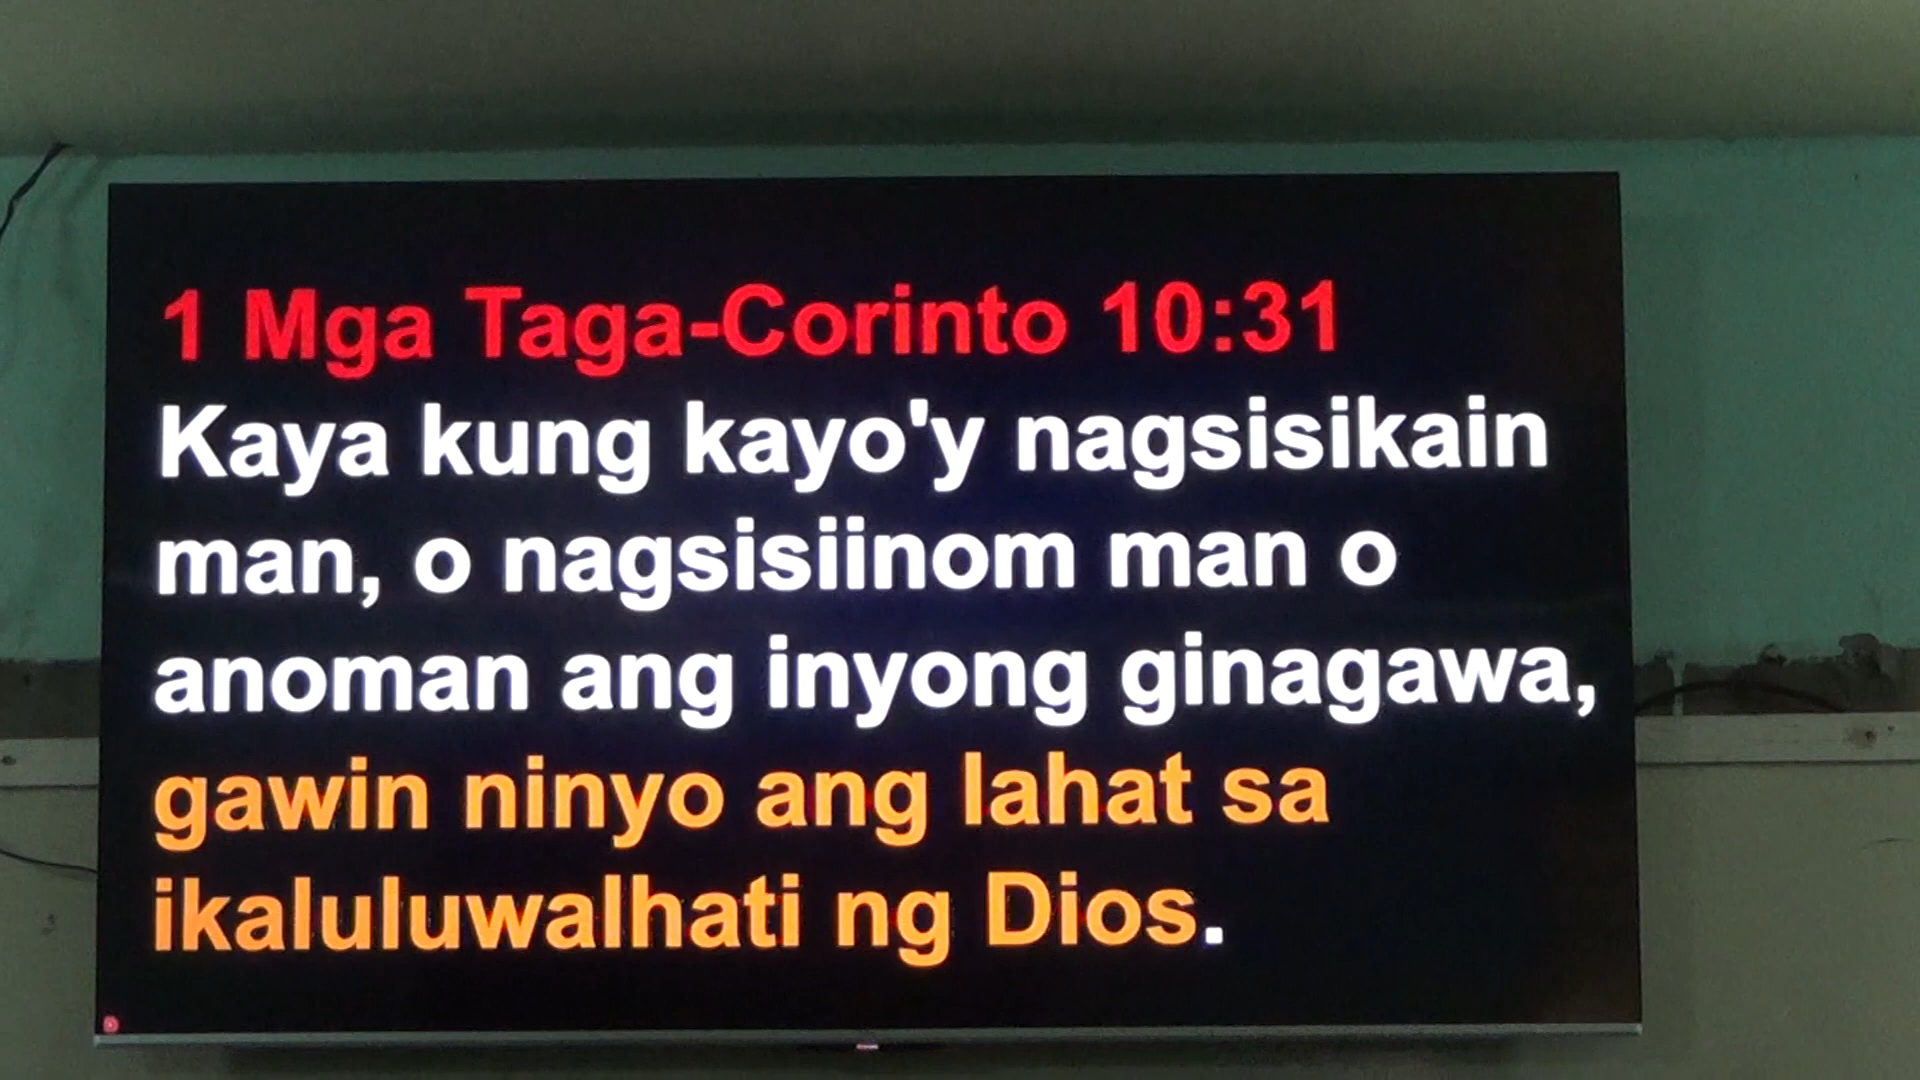 1 Mga Taga-Corinto 10:31
Kaya kung kayo'y nagsisikain
man, o nagsisiinom man o
anoman ang inyong ginagawa,
gawin ninyo ang lahat sa
ikaluluwalhati ng Dios.